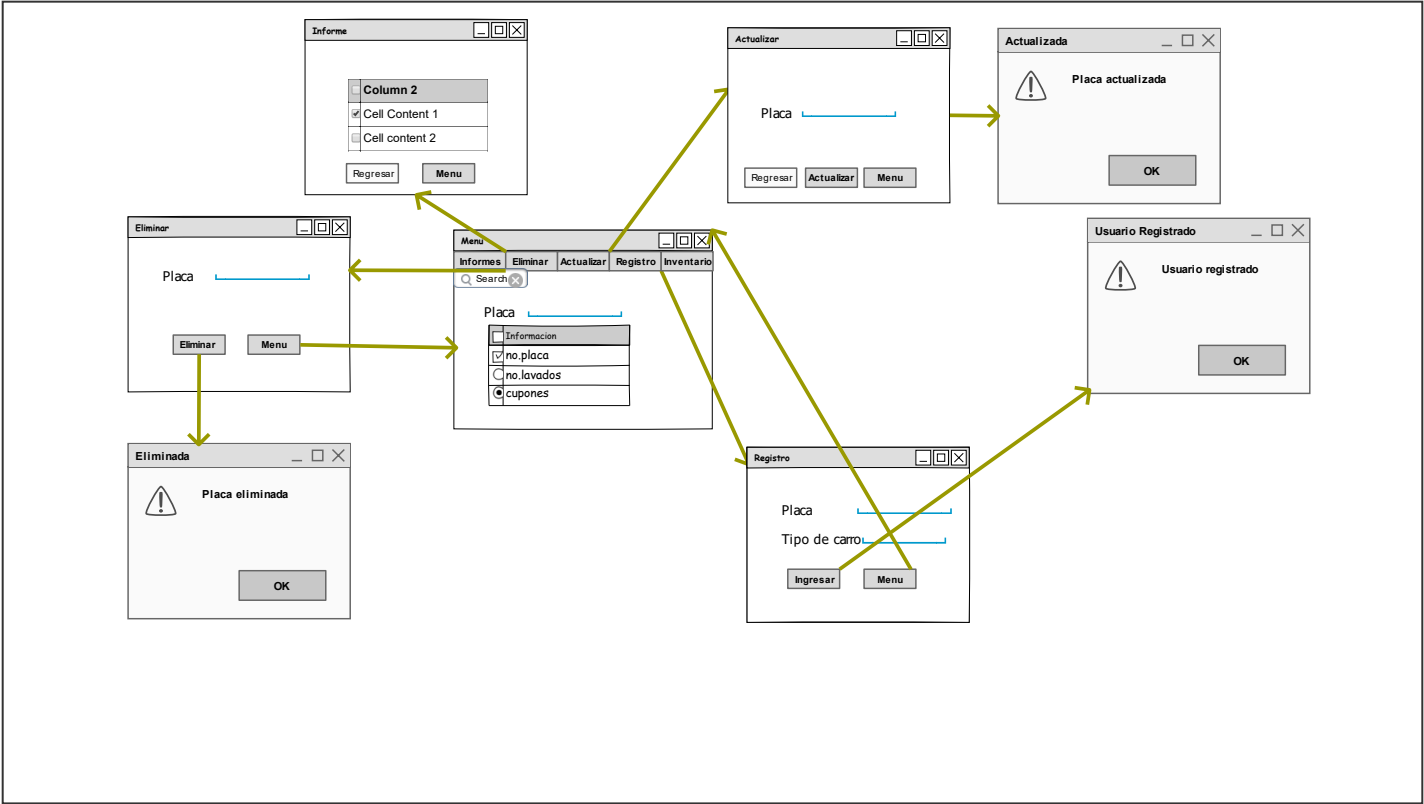 Informe
Column 2
Cell Content 1
Cell content 2
Regresar Menu
Actualizar
Placa
Regresar Actualizar Menu
Actualizada
Placa actualizada
OK
Eliminar
Placa
Eliminar Menu
Menu
Informes Eliminar Actualizar Registro Inventario
Search
Placa
Informacion
no.placa
no.lavados
cupones
Usuario Registrado
Usuario registrado
OK
Eliminada
Placa eliminada
OK
Registro
Placa
Tipo de carro
Ingresar Menu